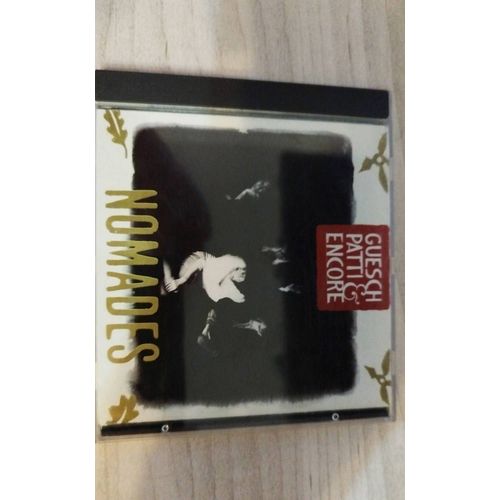 GUESCH
PATTI &
ENCORE
NOMADES